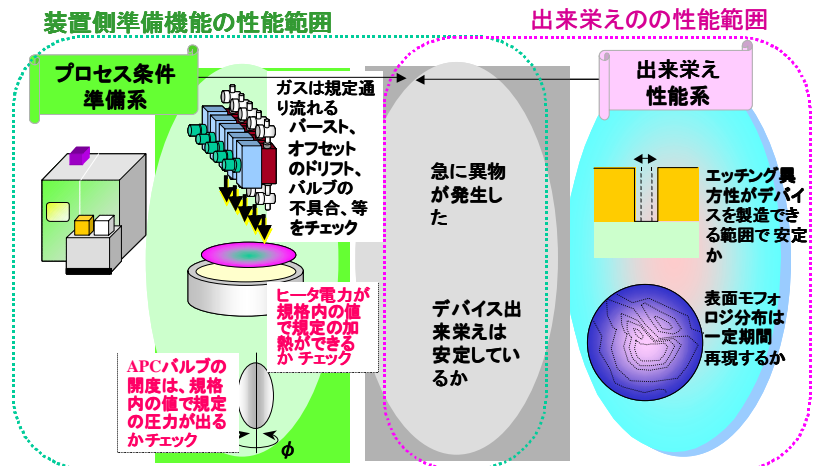 装置側準備機能の性能範囲
出来栄えのの性能範囲
プロセス条件
準備系
ガスは規定通
り流れる
バースト、
オフセット
のドリフト、
バルブの
不具合、等
をチェック
ヒータ電力が
規格内の値
で規定の加
熱ができる
か チェック
APCバルブの
開度は、規格
内の値で規定
の圧力が出る
かチェック
ϕ
急に異物
が発生し
た
デバイス出
来栄えは
安定してい
るか
出来栄え
性能系
エッチング異
方性がデバイ
スを製造でき
る範囲で 安定
か
表面モフォ
ロジ分布は
一定期間
再現するか